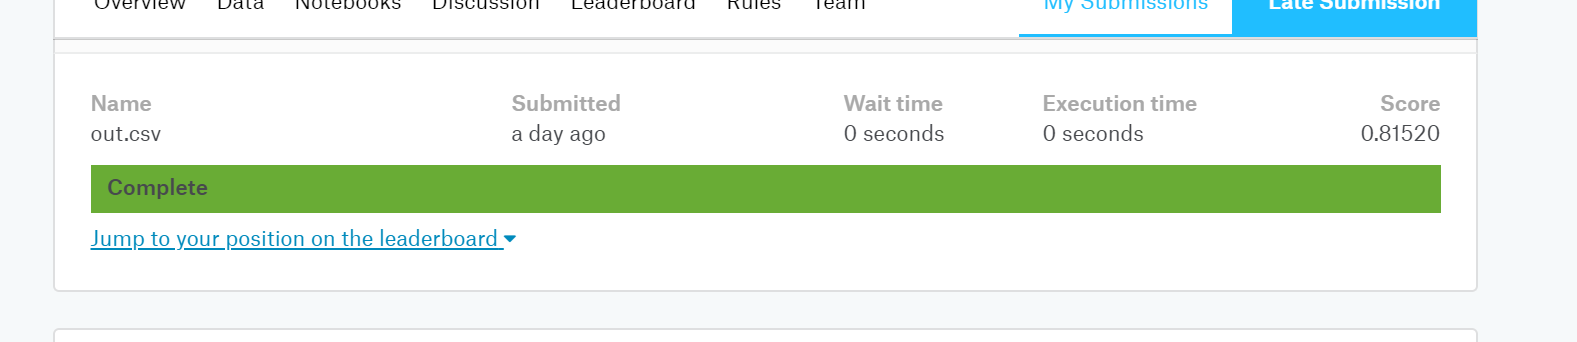 Overview Data Notebooks Discussion Leaderboard Rules Team My Submissions Late Submission
Name Submitted Wait time Execution time Score
out.csv a day ago 0 seconds 0 seconds 0.81520
Complete
Jump to your position on the leaderboard